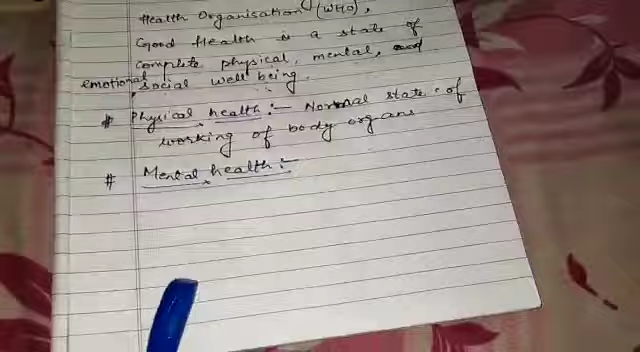 Health Organisation (WHO),
Good Health is a state of
complete physical, mental, and
emotional, social well being.
# Physical health :- Normal state of
working of body organs
# Mental health :-